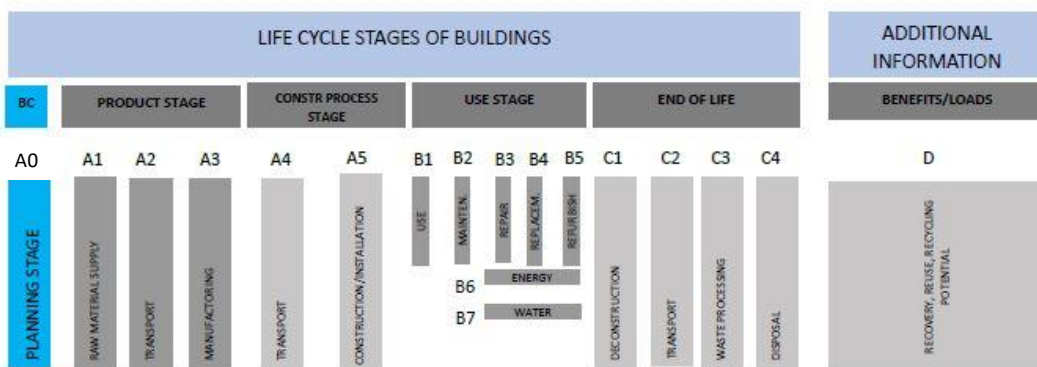 LIFE CYCLE STAGES OF BUILDINGS
ADDITIONAL
INFORMATION
BC
PRODUCT STAGE
CONSTR PROCESS
STAGE
USE STAGE
END OF LIFE
BENEFITS/LOADS
A0
A1
A2
A3
A4
A5
B1
B2
B3
B4
B5
C1
C2
C3
C4
D
PLANNING STAGE
RAW MATERIAL SUPPLY
TRANSPORT
MANUFACTORING
TRANSPORT
CONSTRUCTION/INSTALLATION
USE
MAINTEN.
REPAIR
REPLACEM.
REFURBISH
B6
ENERGY
B7
WATER
DECONSTRUCTION
TRANSPORT
WASTE PROCESSING
DISPOSAL
RECOVERY, REUSE, RECYCLING
POTENTIAL